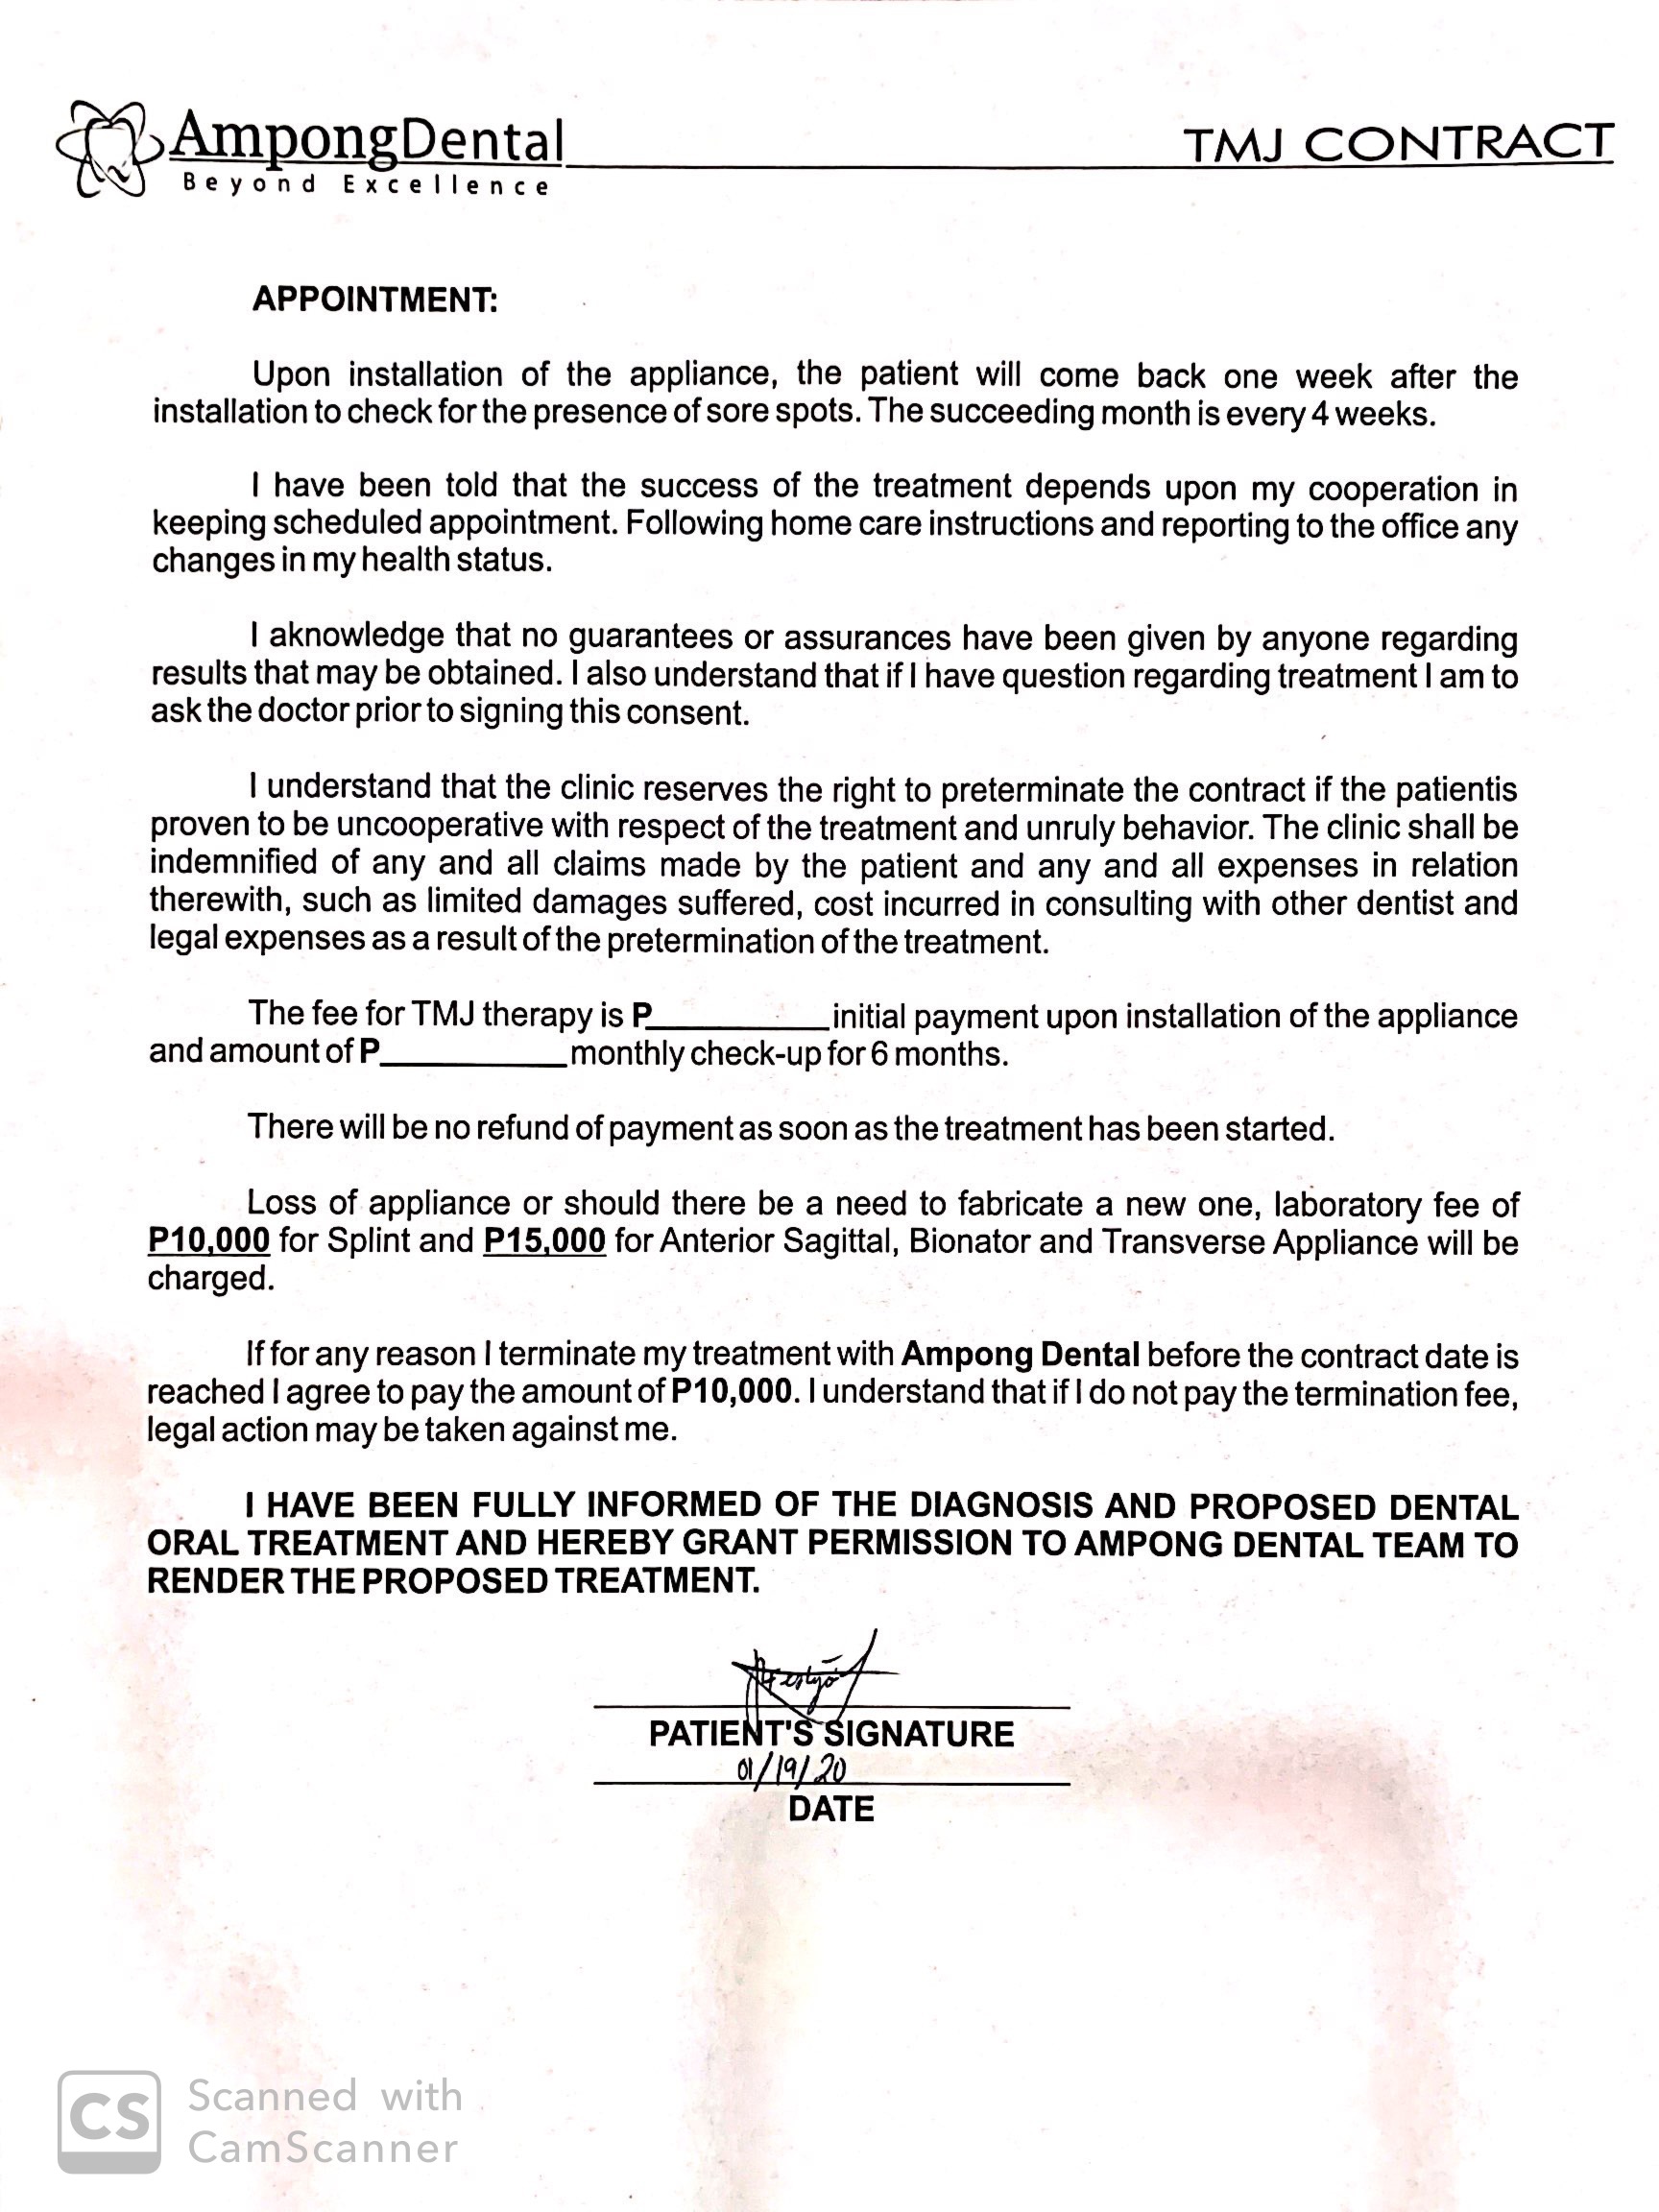 AmpongDental
Beyond Excellence
TMJ CONTRACT
APPOINTMENT:
Upon installation of the appliance, the patient will come back one week after the
installation to check for the presence of sore spots. The succeeding month is every 4 weeks.
I have been told that the success of the treatment depends upon my cooperation in
keeping scheduled appointment. Following home care instructions and reporting to the office any
changes in my health status.
I aknowledge that no guarantees or assurances have been given by anyone regarding
results that may be obtained. I also understand that if I have question regarding treatment I am to
ask the doctor prior to signing this consent.
I understand that the clinic reserves the right to preterminate the contract if the patientis
proven to be uncooperative with respect of the treatment and unruly behavior. The clinic shall be
indemnified of any and all claims made by the patient and any and all expenses in relation
therewith, such as limited damages suffered, cost incurred in consulting with other dentist and
legal expenses as a result of the pretermination of the treatment.
The fee for TMJ therapy is P__________initial payment upon installation of the appliance
and amount of P__________monthly check-up for 6 months.
There will be no refund of payment as soon as the treatment has been started.
Loss of appliance or should there be a need to fabricate a new one, laboratory fee of
P10,000 for Splint and P15,000 for Anterior Sagittal, Bionator and Transverse Appliance will be
charged.
If for any reason I terminate my treatment with Ampong Dental before the contract date is
reached I agree to pay the amount of P10,000. I understand that if I do not pay the termination fee,
legal action may be taken against me.
I HAVE BEEN FULLY INFORMED OF THE DIAGNOSIS AND PROPOSED DENTAL
ORAL TREATMENT AND HEREBY GRANT PERMISSION TO AMPONG DENTAL TEAM TO
RENDER THE PROPOSED TREATMENT.
PATIENT'S SIGNATURE
01/19/20
DATE
CS
Scanned with
CamScanner